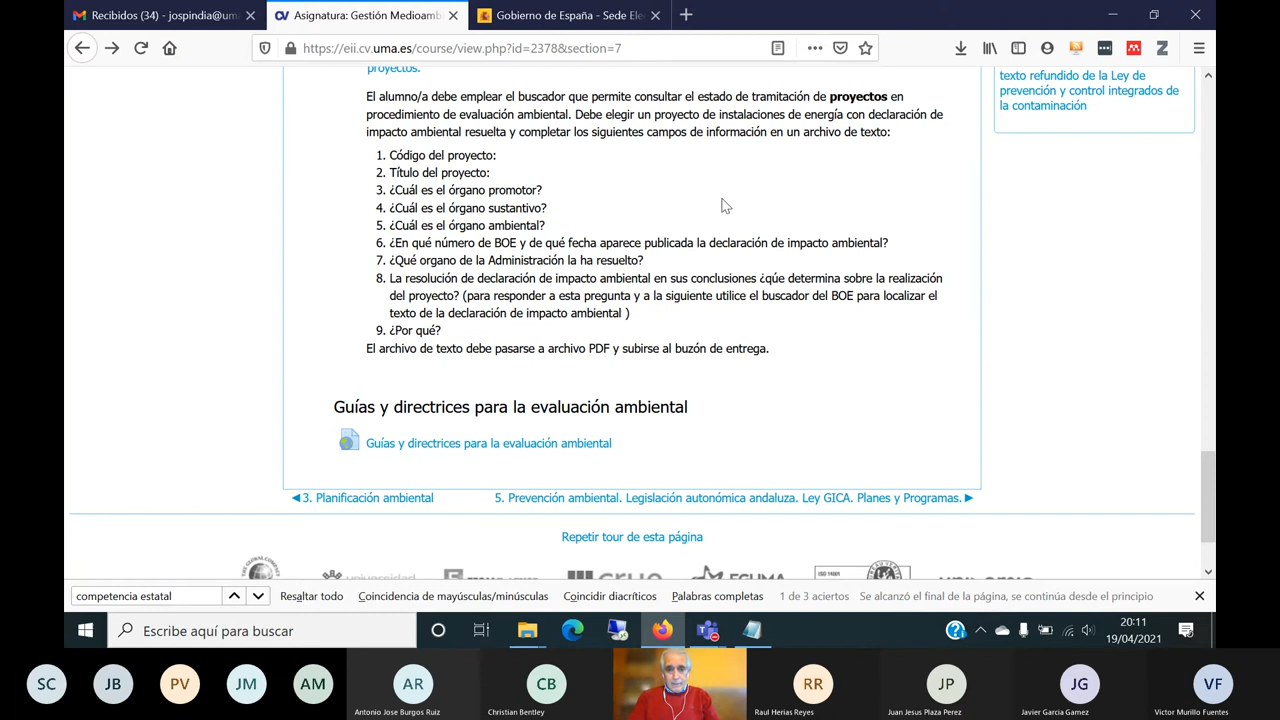 Recibidos (34) - jospindia@uma
Asignatura: Gestión Medioamb
Gobierno de España - Sede Ele
https://eii.cv.uma.es/course/view.php?id=2378&section=7
proyectos.
El alumno/a debe emplear el buscador que permite consultar el estado de tramitación de proyectos en
procedimiento de evaluación ambiental. Debe elegir un proyecto de instalaciones de energía con declaración de
impacto ambiental resuelta y completar los siguientes campos de información en un archivo de texto:
1. Código del proyecto:
2. Título del proyecto:
3. ¿Cuál es el órgano promotor?
4. ¿Cuál es el órgano sustantivo?
5. ¿Cuál es el órgano ambiental?
6. ¿En qué número de BOE y de qué fecha aparece publicada la declaración de impacto ambiental?
7. ¿Qué organo de la Administración la ha resuelto?
8. La resolución de declaración de impacto ambiental en sus conclusiones ¿qúe determina sobre la realización
del proyecto? (para responder a esta pregunta y a la siguiente utilice el buscador del BOE para localizar el
texto de la declaración de impacto ambiental )
9. ¿Por qué?
El archivo de texto debe pasarse a archivo PDF y subirse al buzón de entrega.
texto refundido de la Ley de
prevención y control integrados de
la contaminación
Guías y directrices para la evaluación ambiental
Guías y directrices para la evaluación ambiental
◄3. Planificación ambiental
5. Prevención ambiental. Legislación autonómica andaluza. Ley GICA. Planes y Programas.►
Repetir tour de esta página
THE GLOBAL COMPACT
universidad
crue
ISO 14001
competencia estatal
Resaltar todo
Coincidencia de mayúsculas/minúsculas
Coincidir diacríticos
Palabras completas
1 de 3 aciertos
Se alcanzó el final de la página, se continúa desde el principio
Escribe aquí para buscar
20:11
19/04/2021
SC
JB
PV
JM
AM
AR
Antonio Jose Burgos Ruiz
CB
Christian Bentley
RR
Raul Herias Reyes
JP
Juan Jesus Plaza Perez
JG
Javier Garcia Gamez
VF
Victor Murillo Fuentes